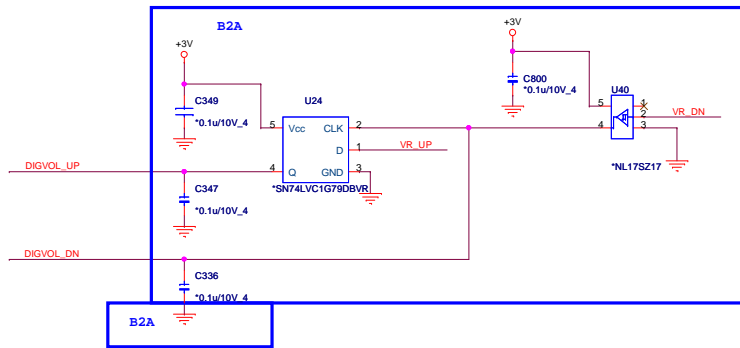 B2A
+3V
+3V
C800
*0.1u/10V_4
U40
C349
*0.1u/10V_4
U24
5
1
2
VR_DN
5
Vcc
CLK
2
4
3
D
1
VR_UP
DIGVOL_UP
4
Q
GND
3
*NL17SZ17
*SN74LVC1G79DBVR
C347
*0.1u/10V_4
DIGVOL_DN
C336
*0.1u/10V_4
B2A